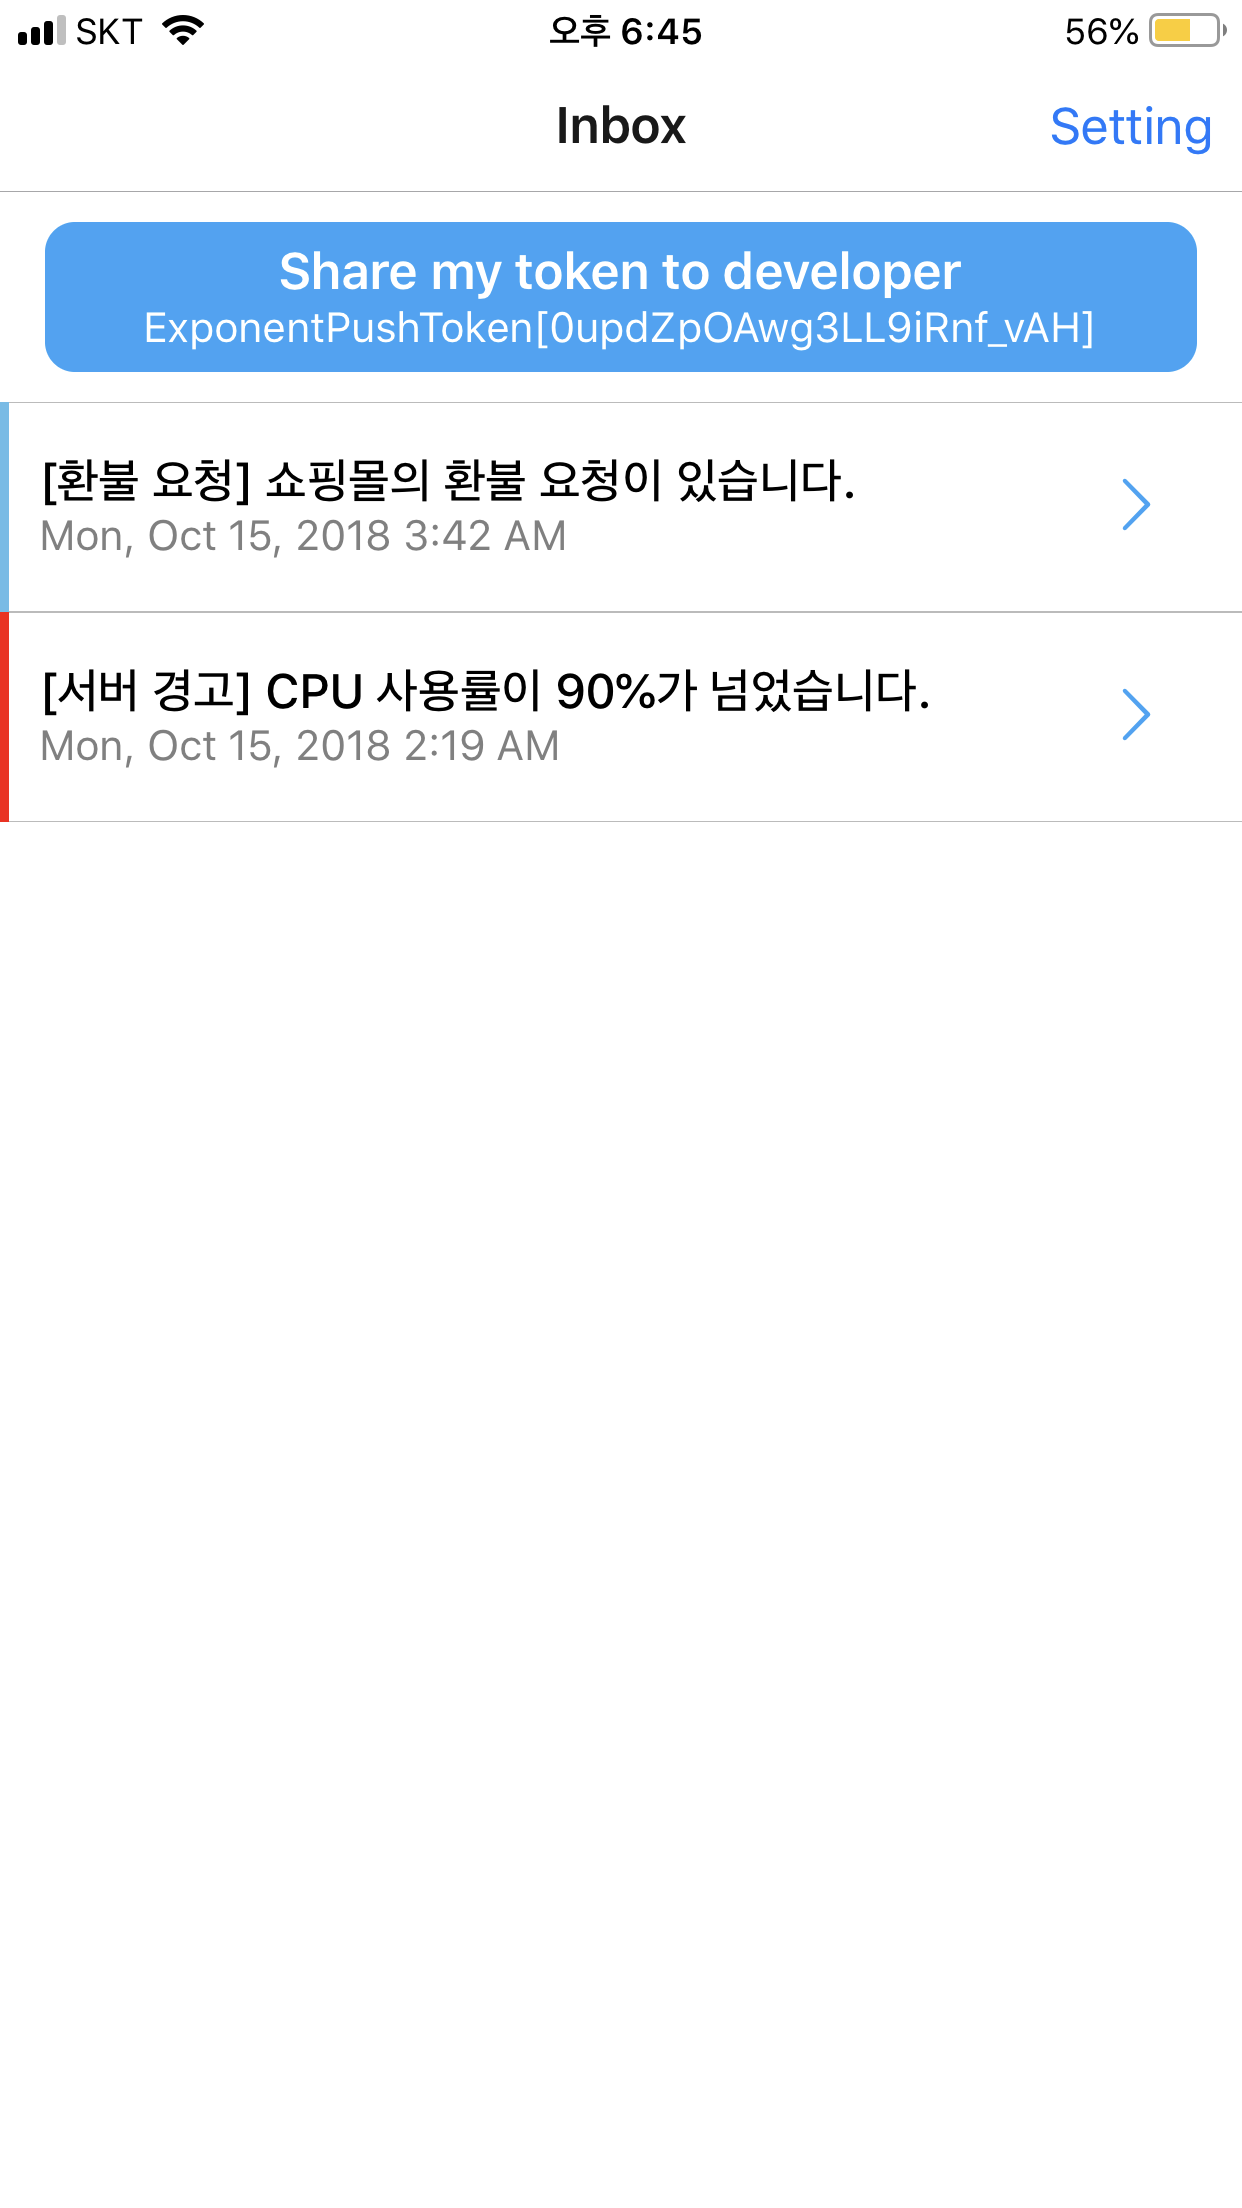 SKT 오후 6:45 56%
Inbox Setting
Share my token to developer
ExponentPushToken[0updZpOAwg3LL9iRnf_vAH]
[환불 요청] 쇼핑몰의 환불 요청이 있습니다.
Mon, Oct 15, 2018 3:42 AM
[서버 경고] CPU 사용률이 90%가 넘었습니다.
Mon, Oct 15, 2018 2:19 AM